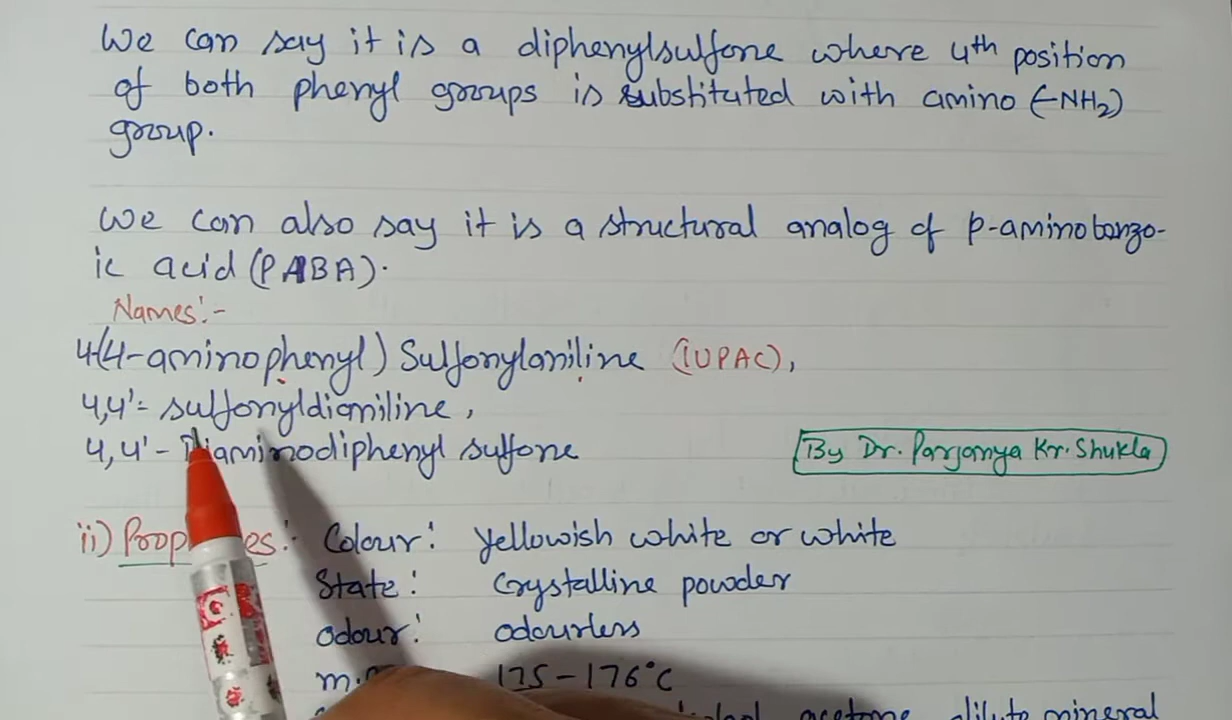 We can say it is a diphenylsulfone where 4th position
of both phenyl groups is substituted with amino (-NH2)
group.
We can also say it is a structural analog of p-aminobenzo-
ic acid (PABA).
Names:-
4-(4-aminophenyl) Sulfonylaniline (IUPAC),
4,4'- sulfonyldianiline,
4,4'- Diaminodiphenyl sulfone
By Dr. Parjanya Kr. Shukla
ii) Colour: yellowish white or white
State: Crystalline powder
odour: odourless
175-176°C
acetone, dilute mineral